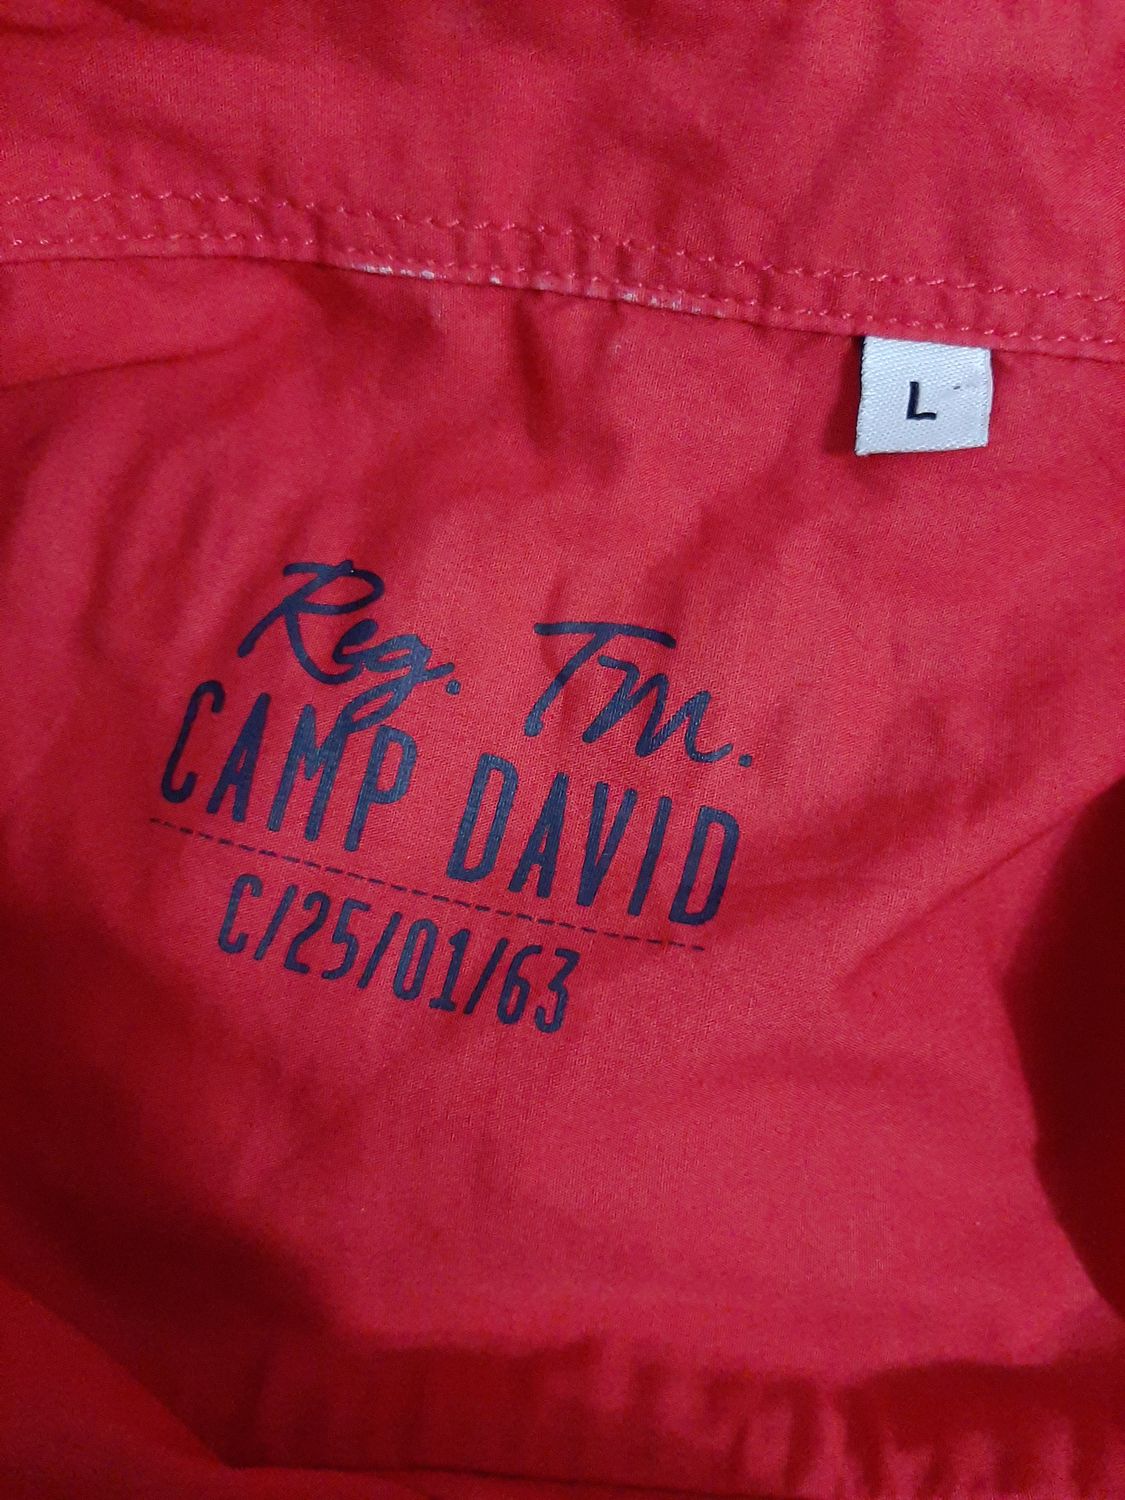 L
Reg. Tm.
CAMP DAVID
C/25/01/63